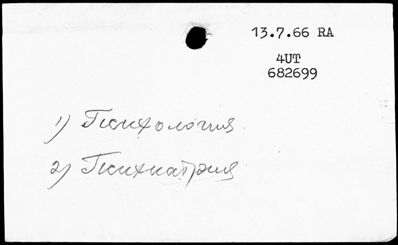 13.7.66 RA
4UT
682699
1) Психология
2) Психиатрия